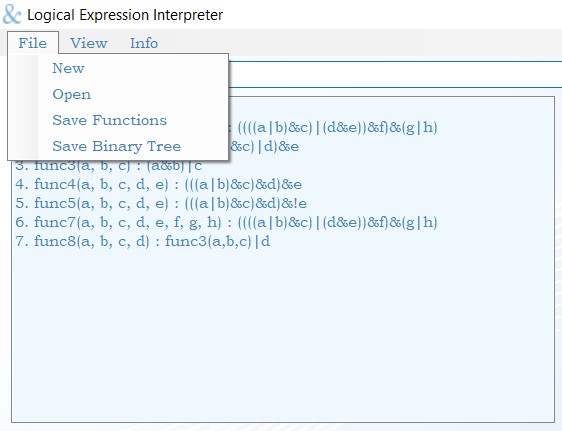 & Logical Expression Interpreter
File View Info
New
Open
Save Functions
Save Binary Tree
: ((((a|b)&c)|(d&e))&f)&(g|h)
&c)|d)&e
3. func3(a, b, c) : (a&b)|c
4. func4(a, b, c, d, e) : (((a|b)&c)&d)&e
5. func5(a, b, c, d, e) : (((a|b)&c)&d)&!e
6. func7(a, b, c, d, e, f, g, h) : ((((a|b)&c)|(d&e))&f)&(g|h)
7. func8(a, b, c, d) : func3(a,b,c)|d